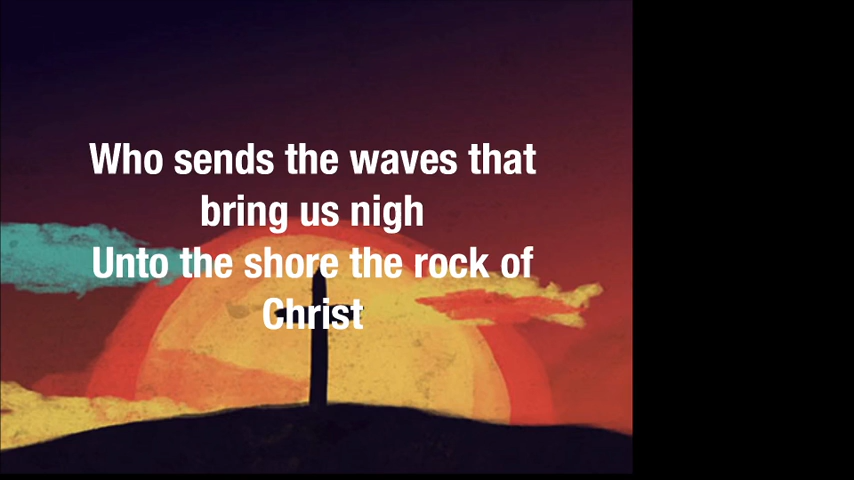 Who sends the waves that
bring us nigh
Unto the shore the rock of
Christ